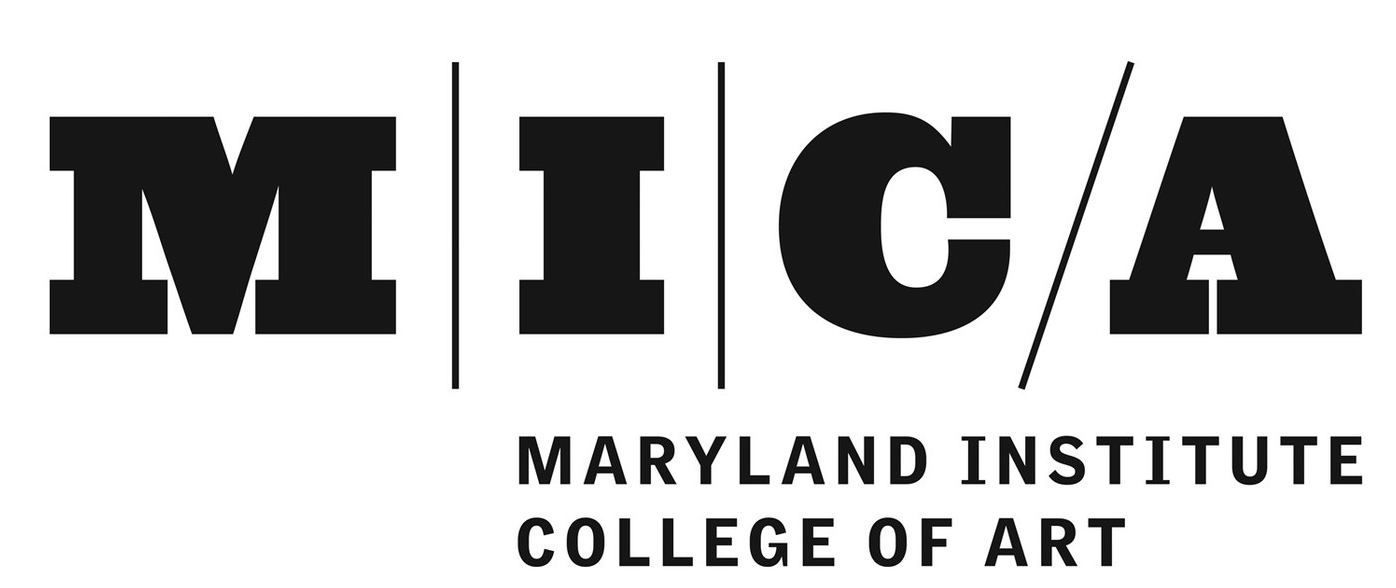 M|I|C/A
MARYLAND INSTITUTE
COLLEGE OF ART